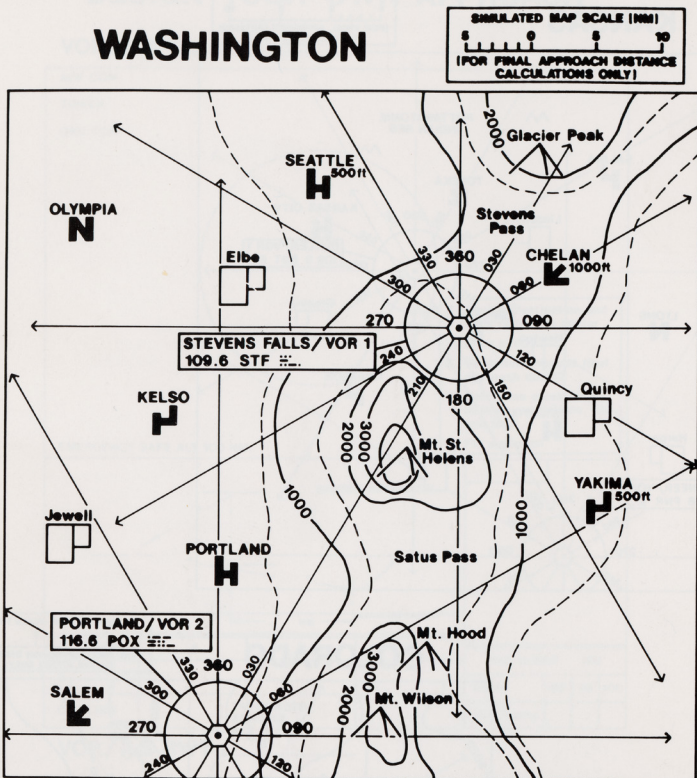 WASHINGTON
SIMULATED MAP SCALE (NM)
5 0 5 10
(FOR FINAL APPROACH DISTANCE
CALCULATIONS ONLY)
2000
Glacier Peak
SEATTLE
H 500ft
OLYMPIA
N
Stevens
Pass
Elbe
330
360
030
CHELAN
1000ft
300
060
270
090
STEVENS FALLS/VOR 1
109.6 STF
240
120
210
150
180
KELSO
Quincy
3000
2000
Mt. St.
Helens
1000
1000
YAKIMA
500ft
Jewell
PORTLAND
H
Satus Pass
PORTLAND/VOR 2
116.6 POX
360
330
030
Mt. Hood
300
060
3000
2000
SALEM
Mt. Wilson
270
090
240
120